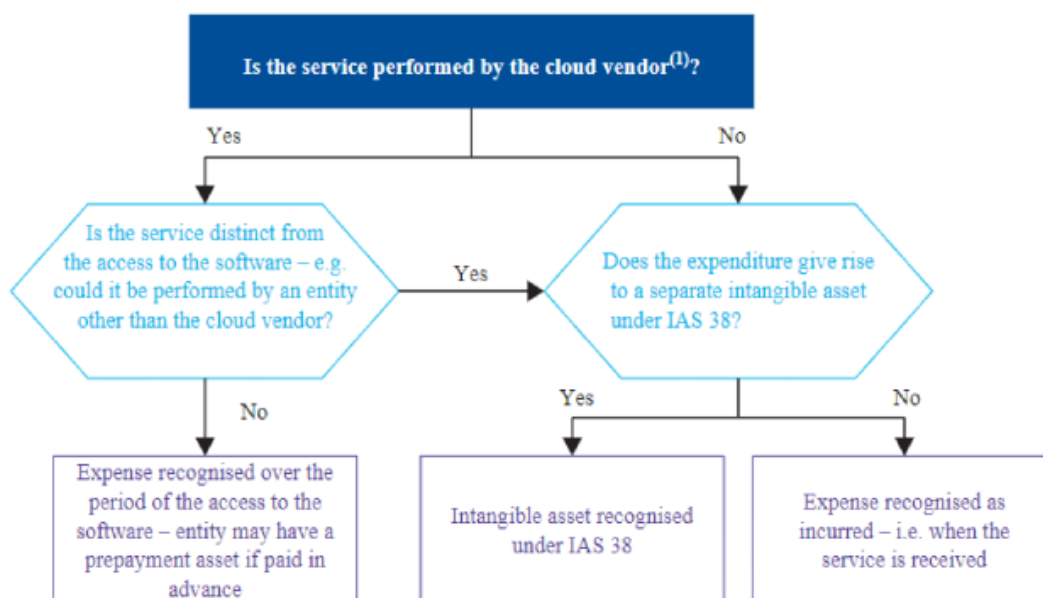 Is the service performed by the cloud vendor(1)?
Yes
No
Is the service distinct from
the access to the software – e.g.
could it be performed by an entity
other than the cloud vendor?
Yes
Does the expenditure give rise
to a separate intangible asset
under IAS 38?
No
Yes
No
Expense recognised over the
period of the access to the
software – entity may have a
prepayment asset if paid in
advance
Intangible asset recognised
under IAS 38
Expense recognised as
incurred – i.e. when the
service is received